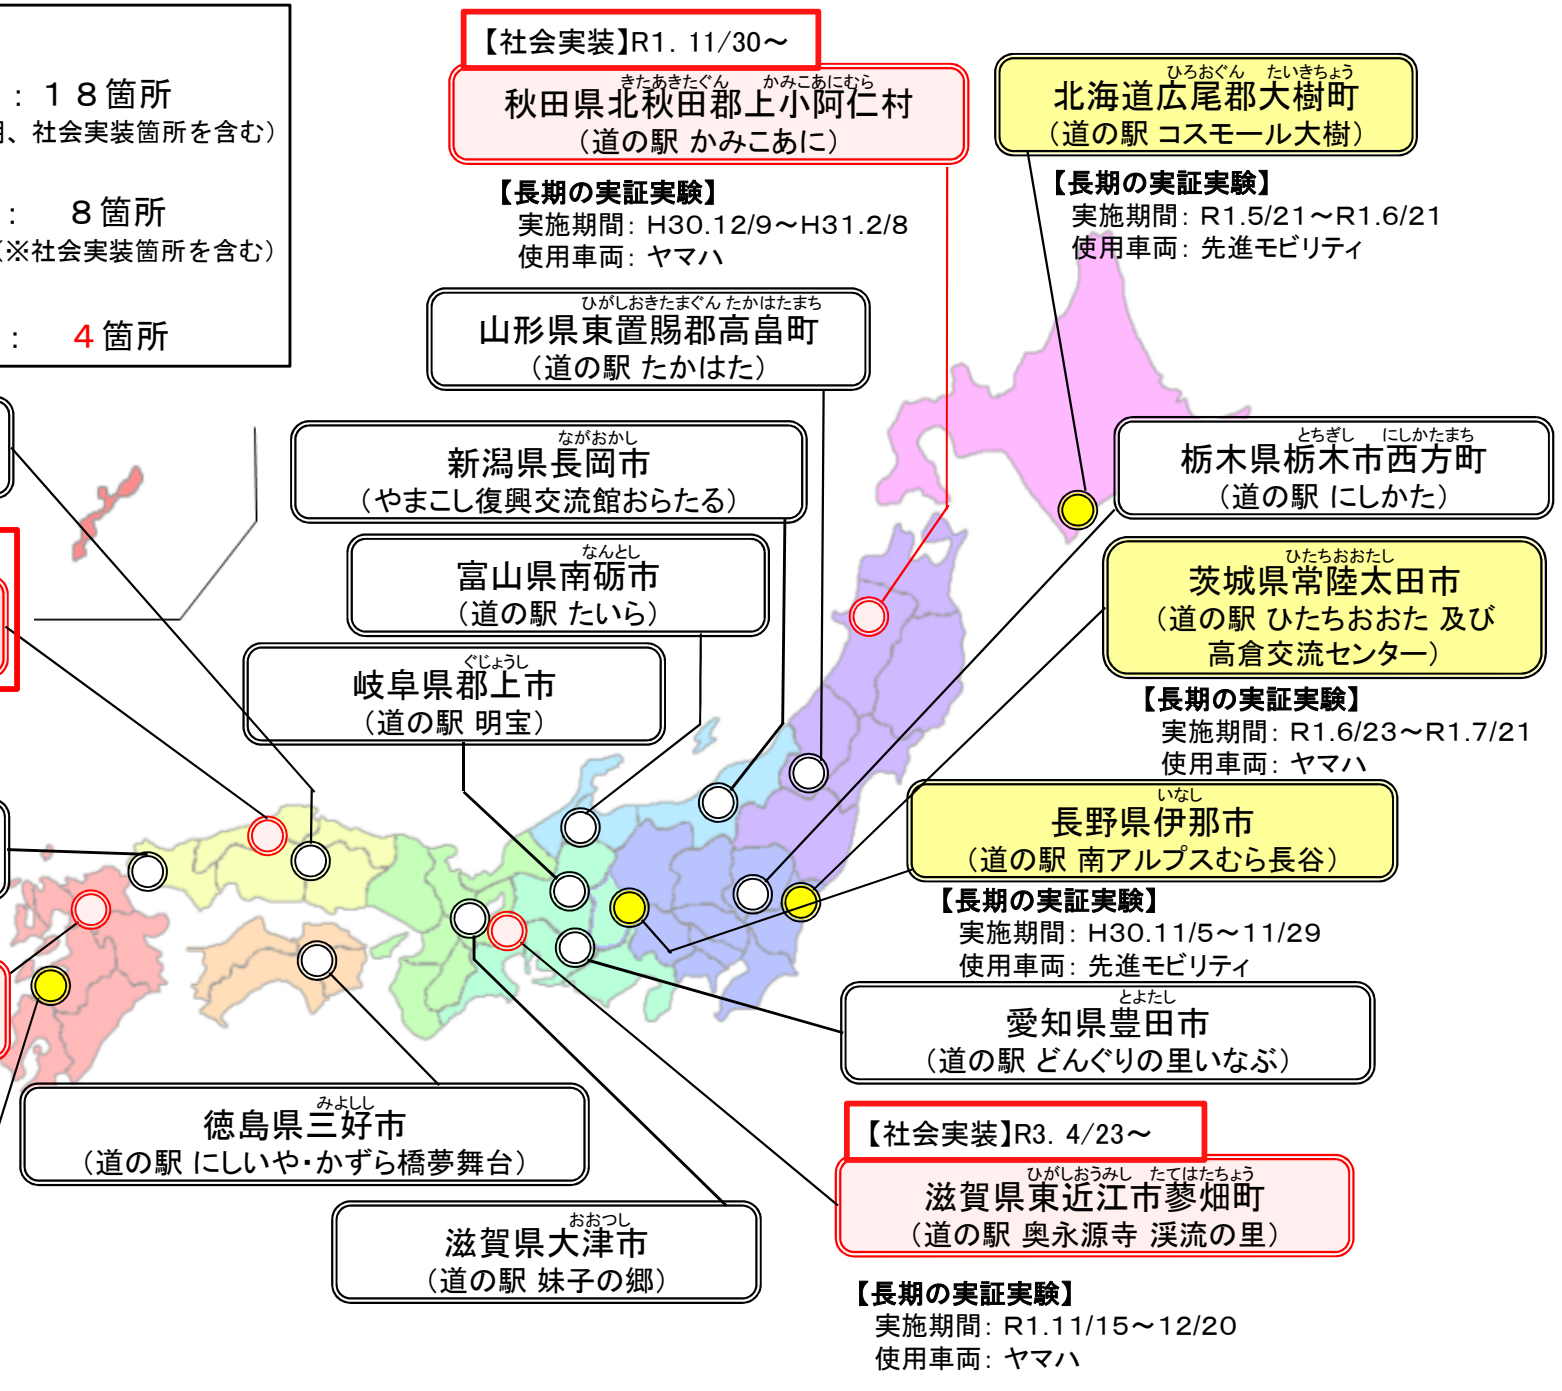 ：１８箇所
、社会実装箇所を含む）
： ８箇所
（※社会実装箇所を含む）
： ４箇所
【社会実装】R1. 11/30～
きたあきたぐん かみこあにむら
秋田県北秋田郡上小阿仁村
（道の駅 かみこあに）
【長期の実証実験】
実施期間：H30.12/9～H31.2/8
使用車両：ヤマハ
ひろおぐん たいきちょう
北海道広尾郡大樹町
（道の駅 コスモール大樹）
【長期の実証実験】
実施期間：R1.5/21～R1.6/21
使用車両：先進モビリティ
ひがしおきたまぐん たかはたまち
山形県東置賜郡高畠町
（道の駅 たかはた）
ながおかし
新潟県長岡市
（やまこし復興交流館おらたる）
とちぎし にしかたまち
栃木県栃木市西方町
（道の駅 にしかた）
なんとし
富山県南砺市
（道の駅 たいら）
ひたちおおたし
茨城県常陸太田市
（道の駅 ひたちおおた 及び
高倉交流センター）
【長期の実証実験】
実施期間：R1.6/23～R1.7/21
使用車両：ヤマハ
ぐじょうし
岐阜県郡上市
（道の駅 明宝）
いなし
長野県伊那市
（道の駅 南アルプスむら長谷）
【長期の実証実験】
実施期間：H30.11/5～11/29
使用車両：先進モビリティ
とよたし
愛知県豊田市
（道の駅 どんぐりの里いなぶ）
みよしし
徳島県三好市
（道の駅 にしいや・かずら橋夢舞台）
【社会実装】R3. 4/23～
ひがしおうみし たてはたちょう
滋賀県東近江市蓼畑町
（道の駅 奥永源寺 渓流の里）
おおつし
滋賀県大津市
（道の駅 妹子の郷）
【長期の実証実験】
実施期間：R1.11/15～12/20
使用車両：ヤマハ